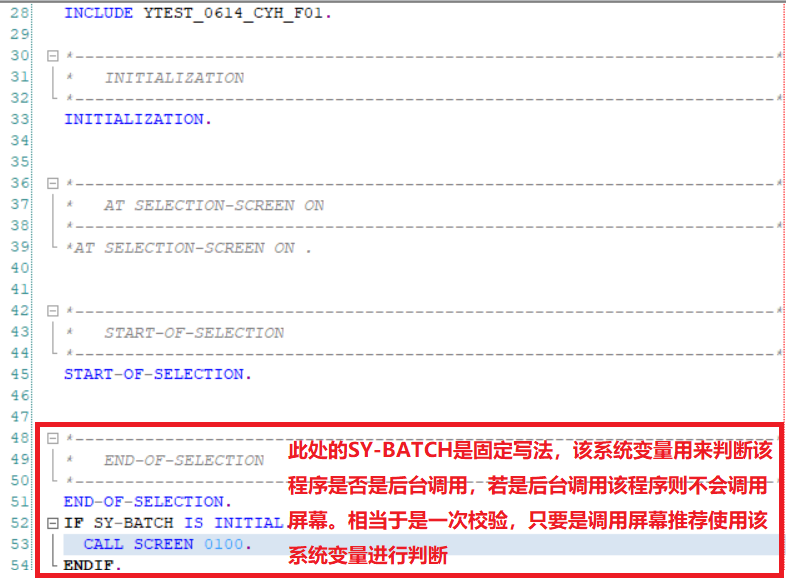 28 INCLUDE YTEST_0614_CYH_F01.
29
30 *----------------------------------------------------------------------*
31 *   INITIALIZATION
32 *----------------------------------------------------------------------*
33 INITIALIZATION.
34
35
36 *----------------------------------------------------------------------*
37 *   AT SELECTION-SCREEN ON
38 *----------------------------------------------------------------------*
39 *AT SELECTION-SCREEN ON .
40
41
42 *----------------------------------------------------------------------*
43 *   START-OF-SELECTION
44 *----------------------------------------------------------------------*
45 START-OF-SELECTION.
46
47
48 *----------------------------------------------------------------------*
49 *   END-OF-SELECTION
50 *----------------------------------------------------------------------*
51 END-OF-SELECTION.
52 IF SY-BATCH IS INITIAL.
53   CALL SCREEN 0100.
54 ENDIF.
此处的SY-BATCH是固定写法，该系统变量用来判断该
程序是否是后台调用，若是后台调用该程序则不会调用
屏幕。相当于是一次校验，只要是调用屏幕推荐使用该
系统变量进行判断